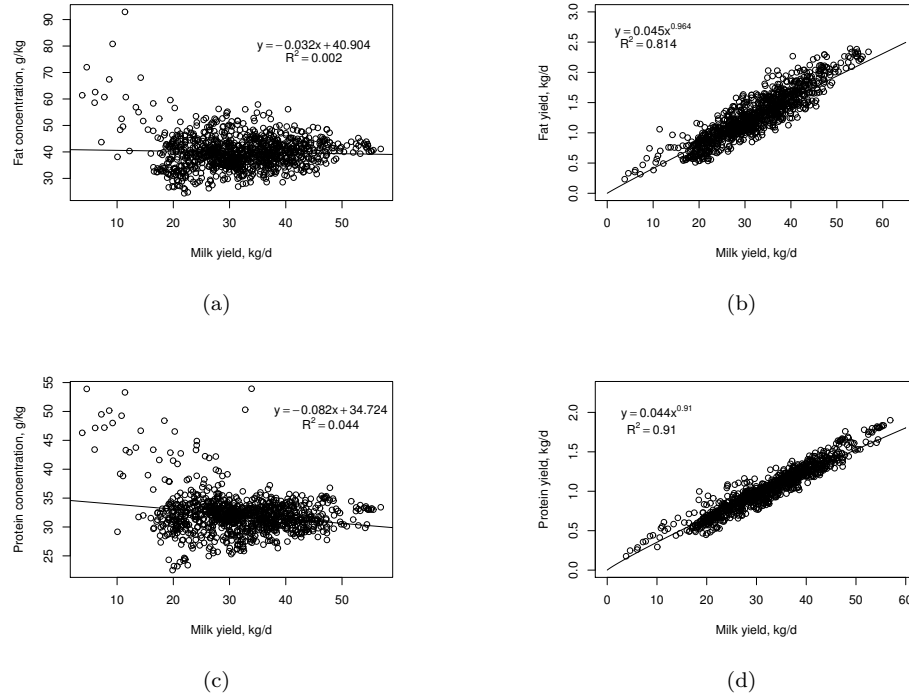 y = −0.032x + 40.904
R² = 0.002
Fat concentration, g/kg
30 40 50 60 70 80 90
10 20 30 40 50
Milk yield, kg/d
(a)
y = 0.045x^0.964
R² = 0.814
Fat yield, kg/d
0.0 0.5 1.0 1.5 2.0 2.5 3.0
0 10 20 30 40 50 60
Milk yield, kg/d
(b)
y = −0.082x + 34.724
R² = 0.044
Protein concentration, g/kg
25 30 35 40 45 50 55
10 20 30 40 50
Milk yield, kg/d
(c)
y = 0.044x^0.91
R² = 0.91
Protein yield, kg/d
0.0 0.5 1.0 1.5 2.0
0 10 20 30 40 50 60
Milk yield, kg/d
(d)